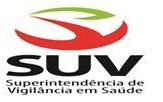 SUV
Superintendência de
Vigilância em Saúde